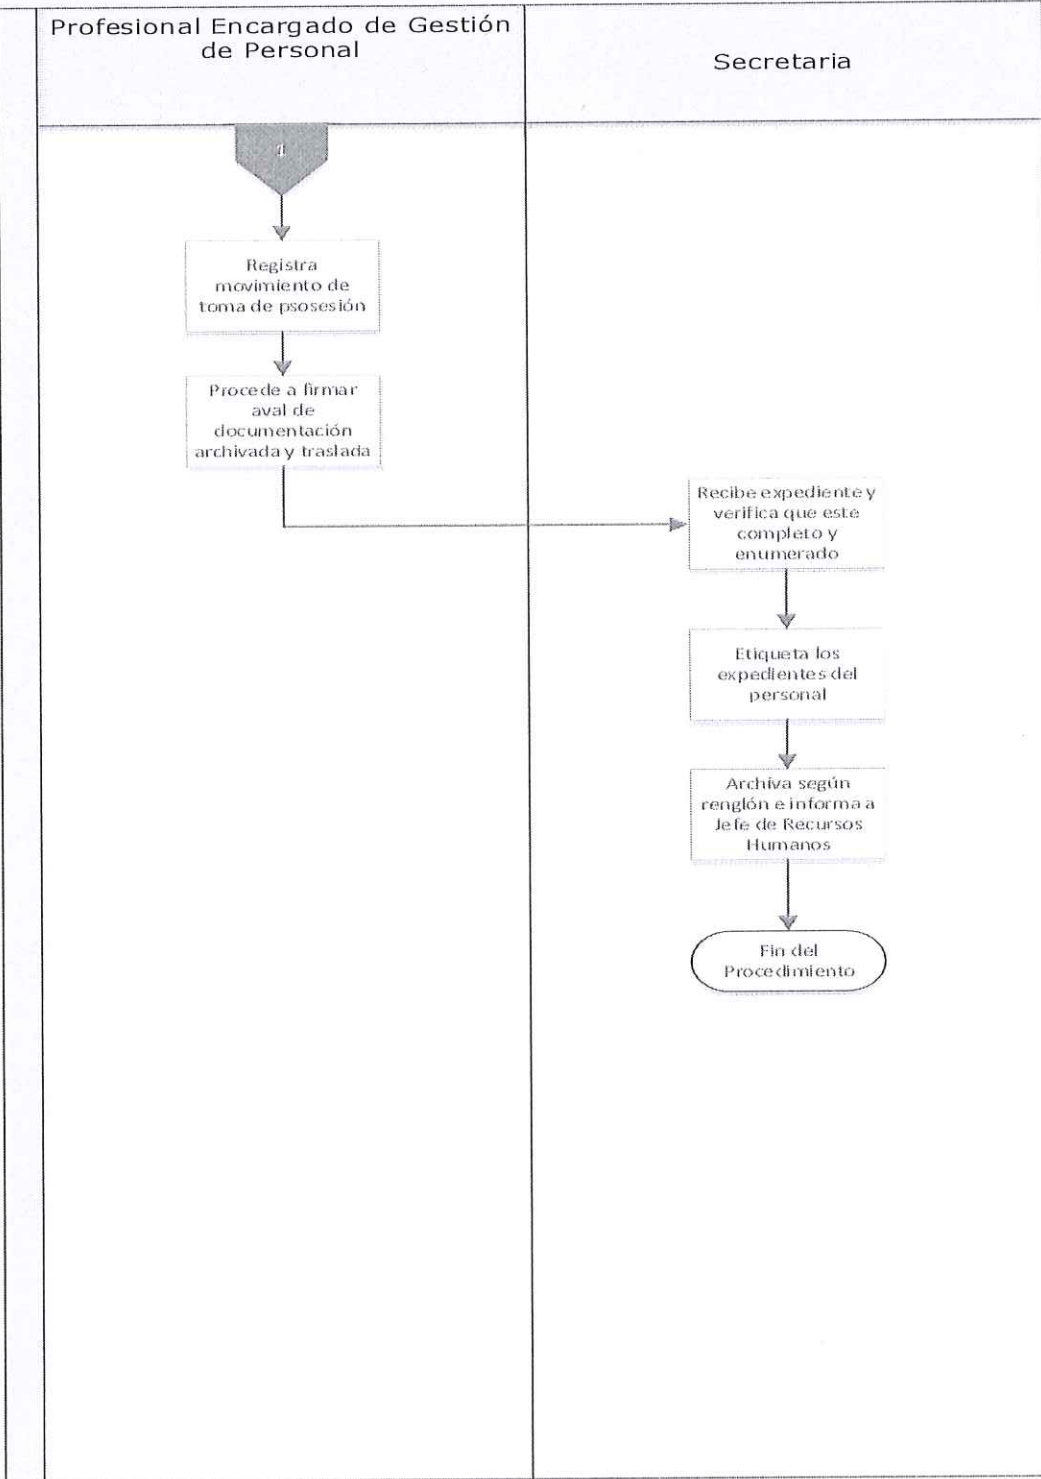 Profesional Encargado de Gestión
de Personal
Secretaria
1
Registra
movimiento de
toma de psosesión
Procede a firmar
aval de
documentación
archivada y traslada
Recibe expediente y
verifica que este
completo y
enumerado
Etiqueta los
expedientes del
personal
Archiva según
renglón e informa a
Jefe de Recursos
Humanos
Fin del
Procedimiento